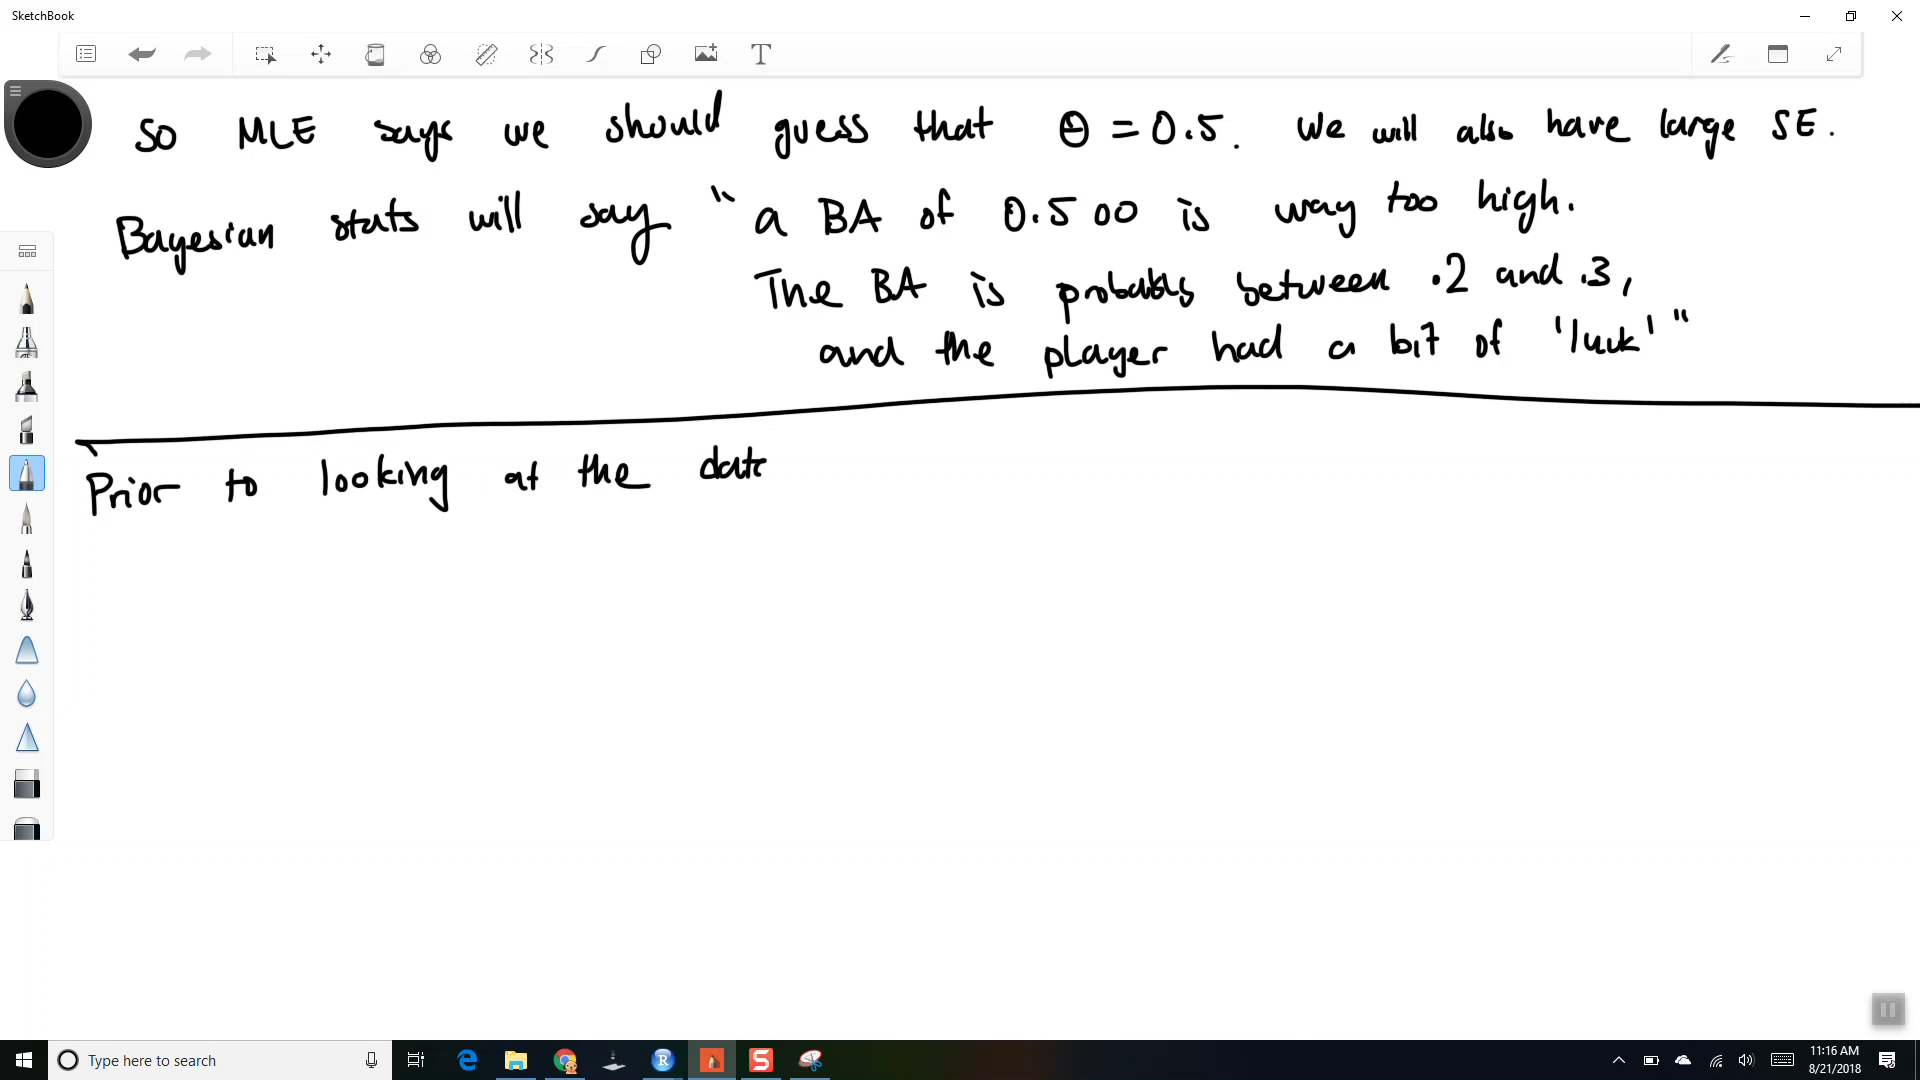 SketchBook
So MLE says we should guess that θ = 0.5. We will also have large SE.
Bayesian stats will say "a BA of 0.500 is way too high.
The BA is probably between .2 and .3,
and the player had a bit of 'luck'"
Prior to looking at the data
Type here to search
11:16 AM
8/21/2018